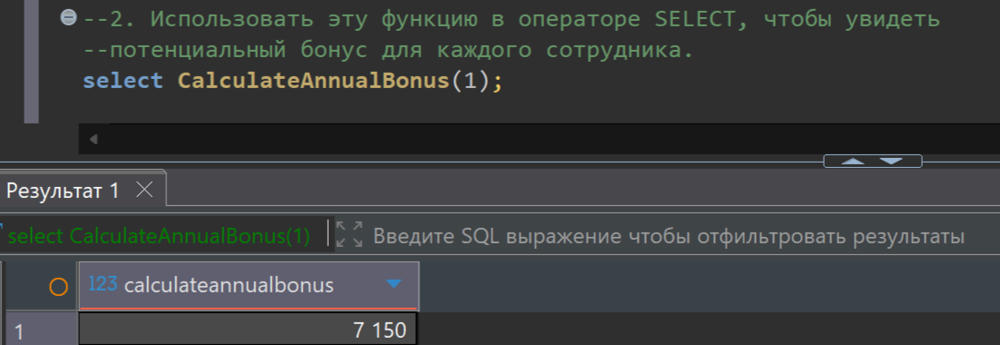 --2. Использовать эту функцию в операторе SELECT, чтобы увидеть
--потенциальный бонус для каждого сотрудника.
select CalculateAnnualBonus(1);
Результат 1
select CalculateAnnualBonus(1)
Введите SQL выражение чтобы отфильтровать результаты
123 calculateannualbonus
1 7 150